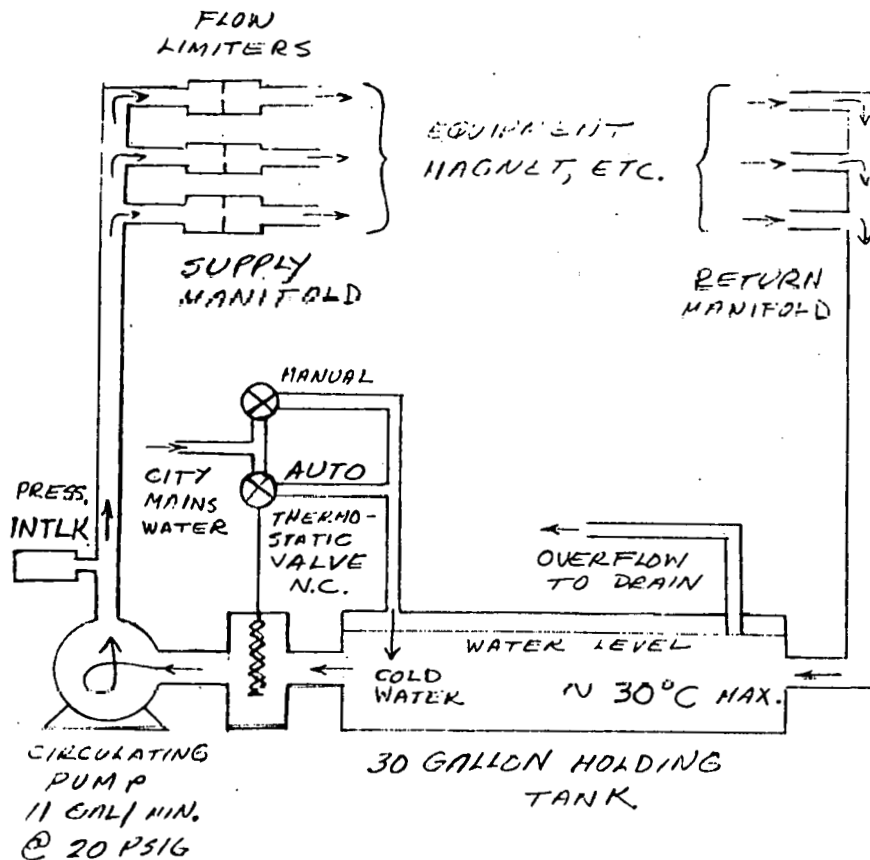 FLOW
LIMITERS
EQUIPMENT
MAGNET, ETC.
SUPPLY
MANIFOLD
RETURN
MANIFOLD
MANUAL
CITY
MAINS
WATER
AUTO
THERMO-
STATIC
VALVE
N.C.
PRESS.
INTLK
OVERFLOW
TO DRAIN
WATER LEVEL
COLD
WATER
~ 30°C MAX.
30 GALLON HOLDING
TANK
CIRCULATING
PUMP
11 GAL/MIN.
@ 20 PSIG